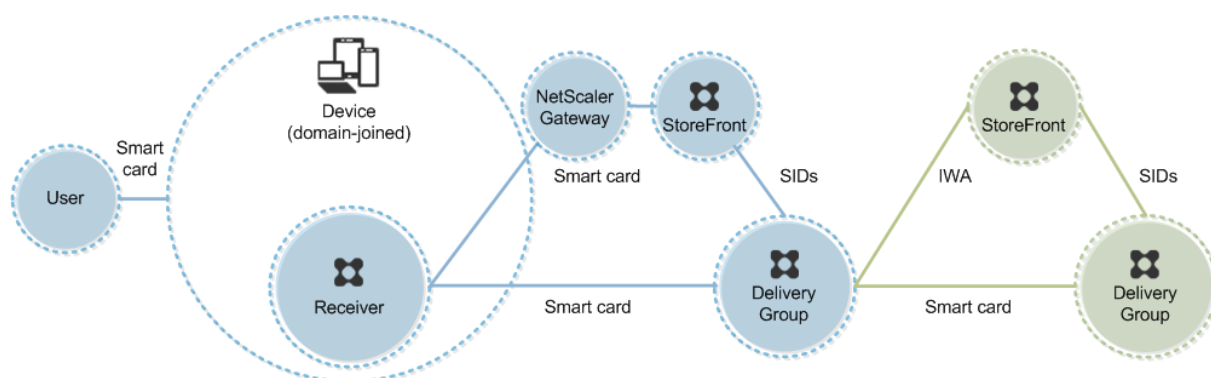 User
Smart
card
Device
(domain-joined)
Receiver
NetScaler
Gateway
StoreFront
Smart card
SIDs
Smart card
Delivery
Group
IWA
StoreFront
SIDs
Smart card
Delivery
Group